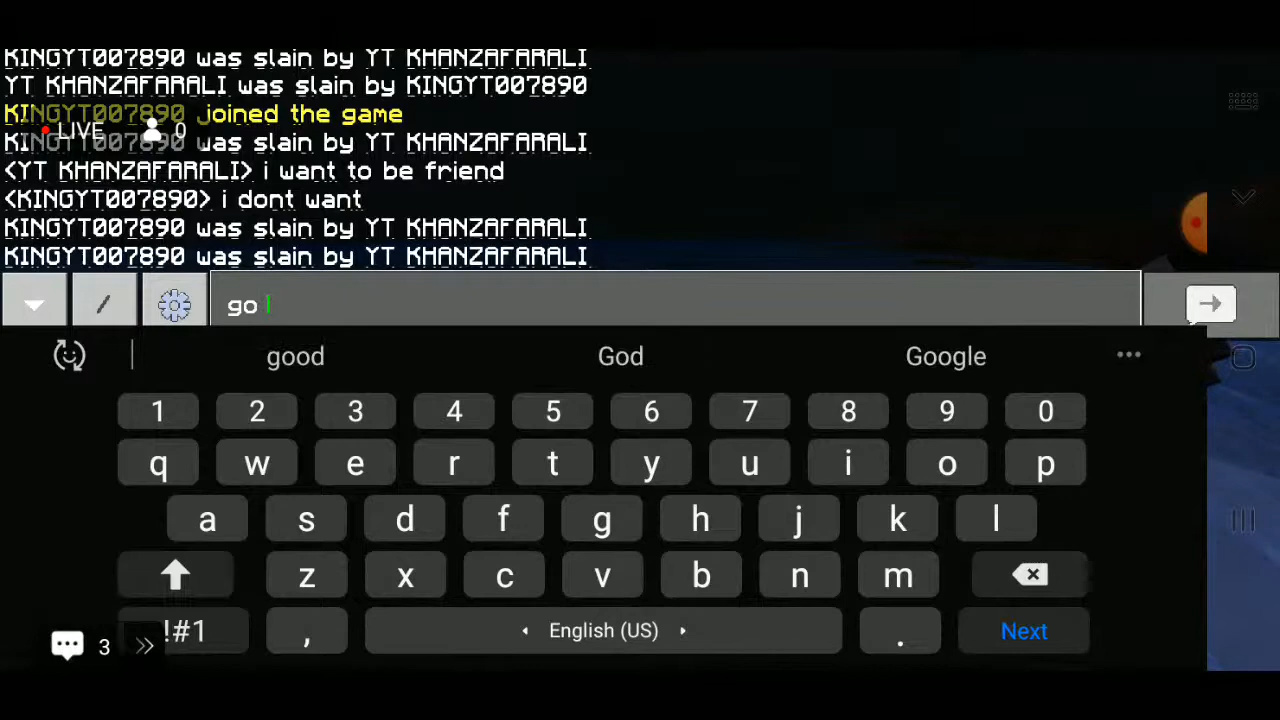 KINGYT007890 was slain by YT KHANZAFARALI
YT KHANZAFARALI was slain by KINGYT007890
KINGYT007890 joined the game
LIVE 0
KINGYT007890 was slain by YT KHANZAFARALI
<YT KHANZAFARALI> i want to be friend
<KINGYT007890> i dont want
KINGYT007890 was slain by YT KHANZAFARALI
KINGYT007890 was slain by YT KHANZAFARALI
/ go
good God Google
1 2 3 4 5 6 7 8 9 0
q w e r t y u i o p
a s d f g h j k l
z x c v b n m
!#1 , English (US) . Next
3